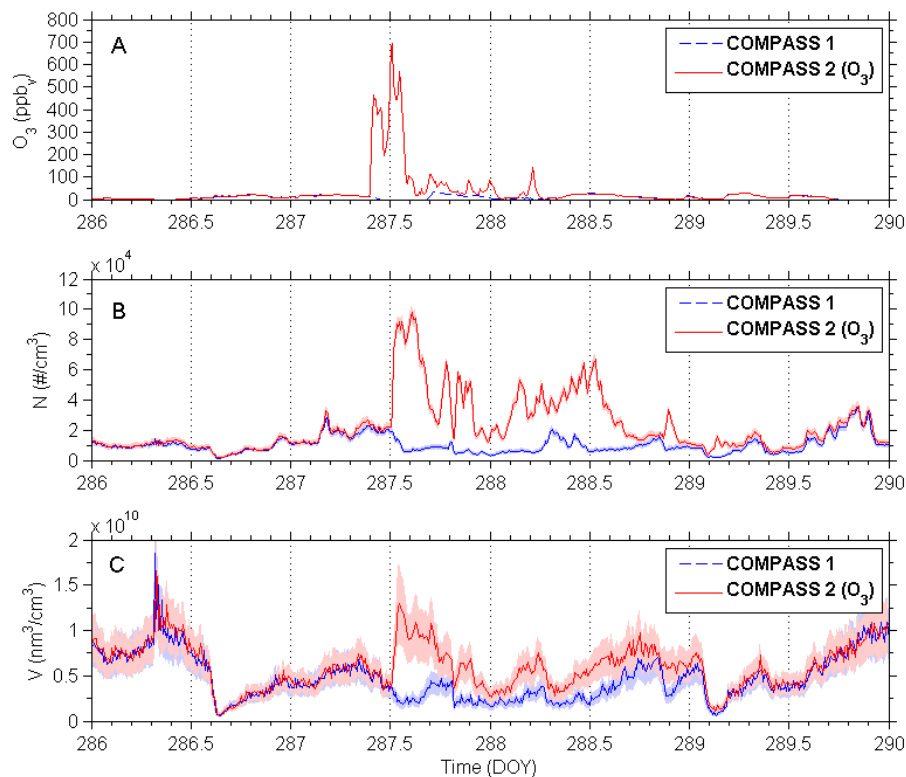 A
O3 (ppbv)
800
700
600
500
400
300
200
100
0
COMPASS 1
COMPASS 2 (O3)
286 286.5 287 287.5 288 288.5 289 289.5 290
x 10^4
B
N (#/cm3)
12
10
8
6
4
2
0
COMPASS 1
COMPASS 2 (O3)
286 286.5 287 287.5 288 288.5 289 289.5 290
x 10^10
C
V (nm3/cm3)
2
1.5
1
0.5
0
COMPASS 1
COMPASS 2 (O3)
286 286.5 287 287.5 288 288.5 289 289.5 290
Time (DOY)